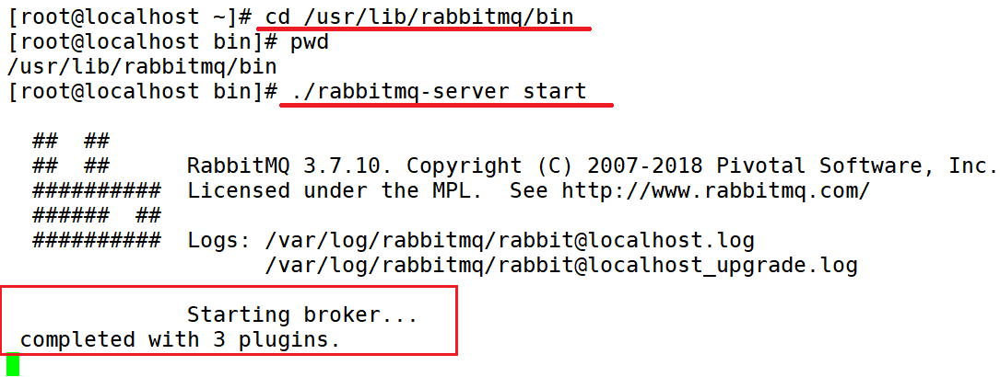 [root@localhost ~]# cd /usr/lib/rabbitmq/bin
[root@localhost bin]# pwd
/usr/lib/rabbitmq/bin
[root@localhost bin]# ./rabbitmq-server start
  ##  ##
  ##  ##      RabbitMQ 3.7.10. Copyright (C) 2007-2018 Pivotal Software, Inc.
  ##########  Licensed under the MPL.  See http://www.rabbitmq.com/
  ######  ##
  ##########  Logs: /var/log/rabbitmq/rabbit@localhost.log
                    /var/log/rabbitmq/rabbit@localhost_upgrade.log
              Starting broker...
 completed with 3 plugins.